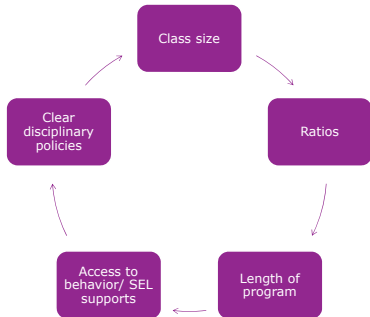 Class size
Ratios
Length of
program
Access to
behavior/ SEL
supports
Clear
disciplinary
policies